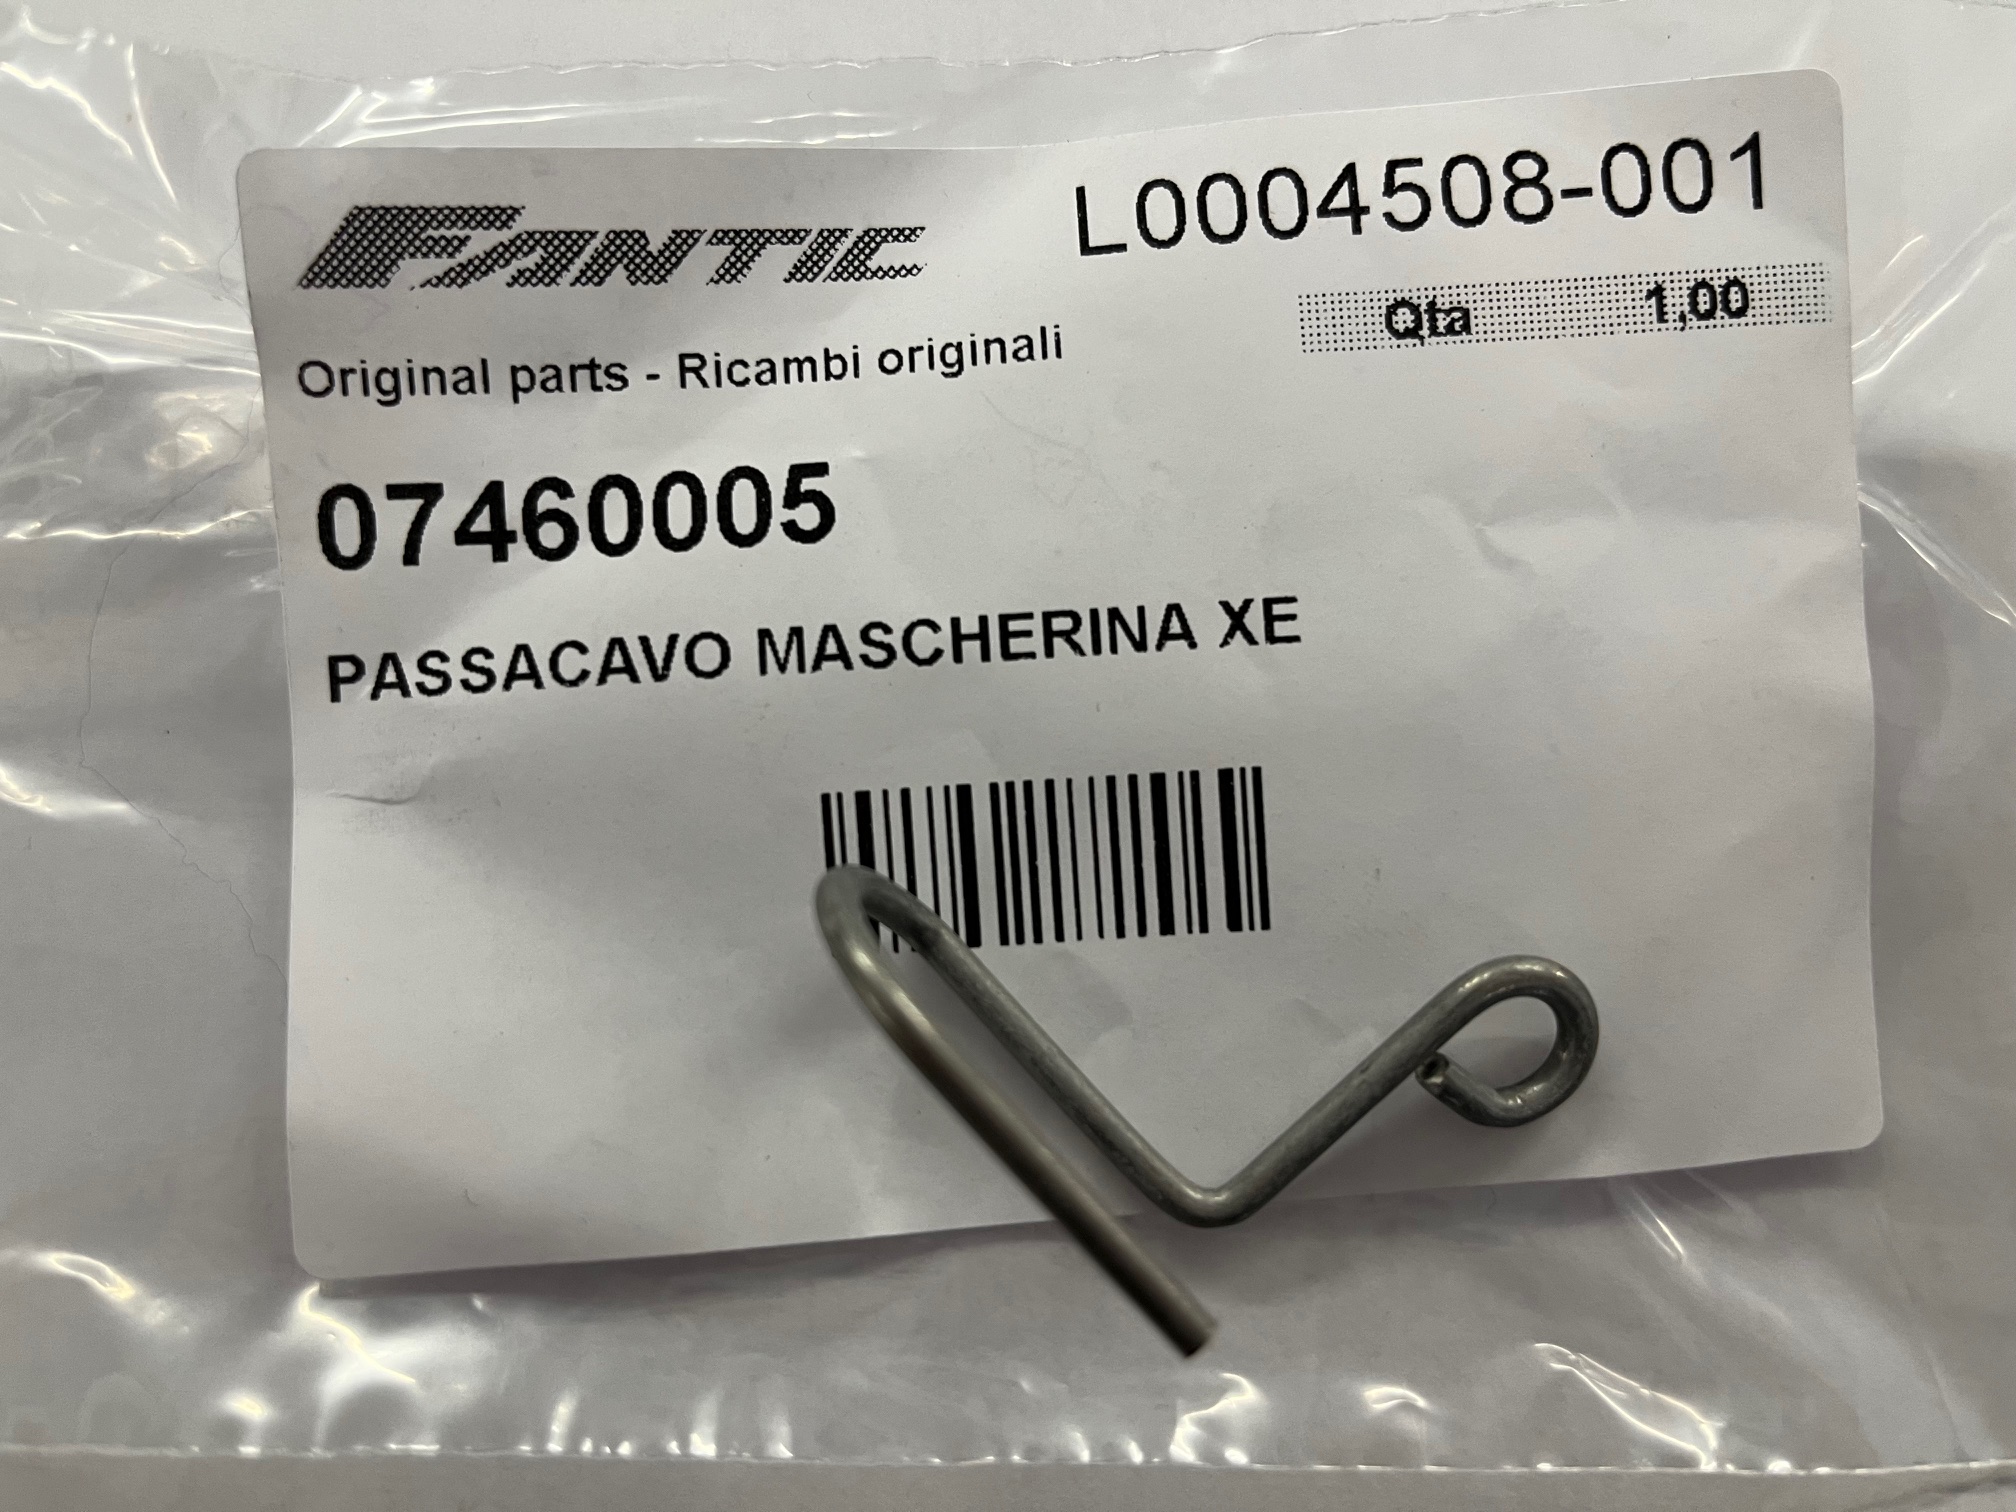 FANTIC
L0004508-001
Qta 1,00
Original parts - Ricambi originali
07460005
PASSACAVO MASCHERINA XE